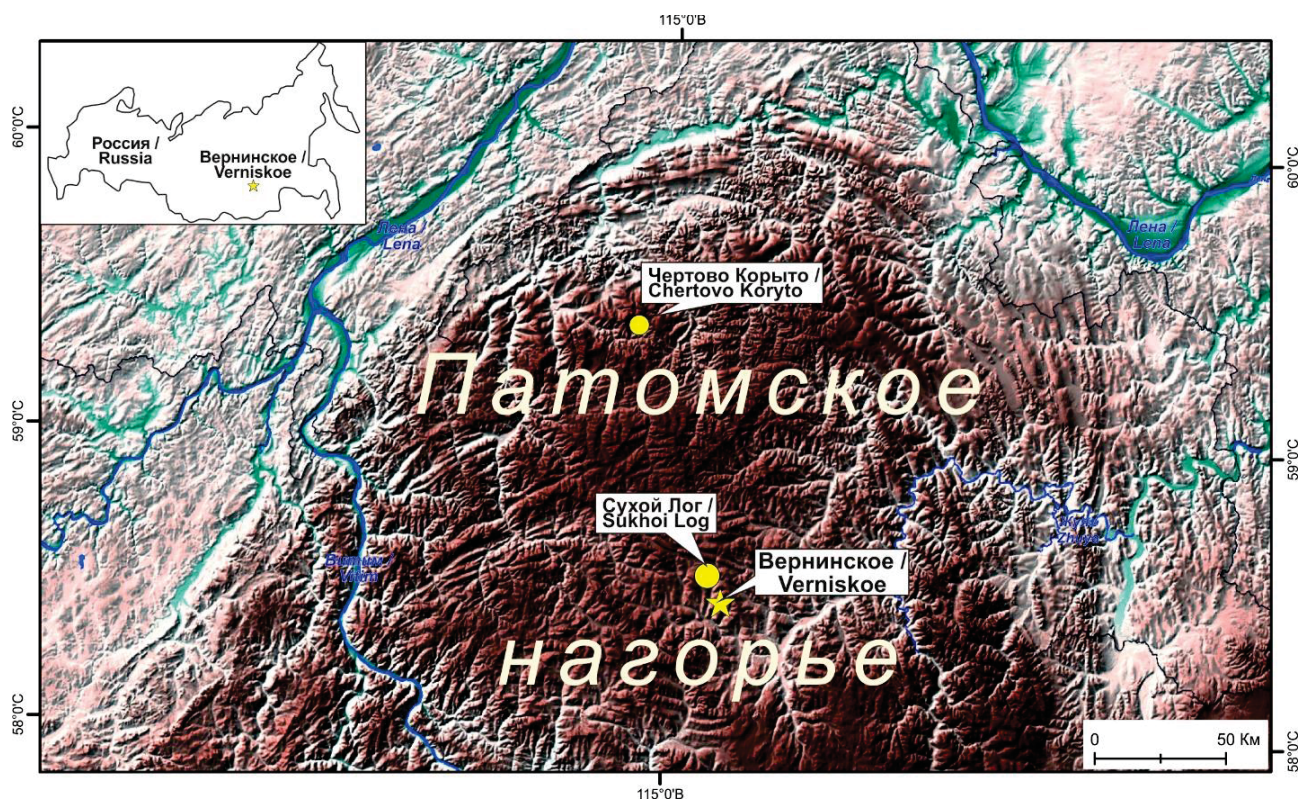 115°0'В
60°0'С
Россия /
Russia
Вернинское /
Verniskoe
60°0'С
Лена /
Lena
Лена /
Lena
Чертово Корыто /
Chertovo Koryto
Патомское
59°0'С
59°0'С
Сухой Лог /
Sukhoi Log
Вернинское /
Verniskoe
Витим /
Vitim
нагорье
58°0'С
58°0'С
0
50 Км
115°0'В